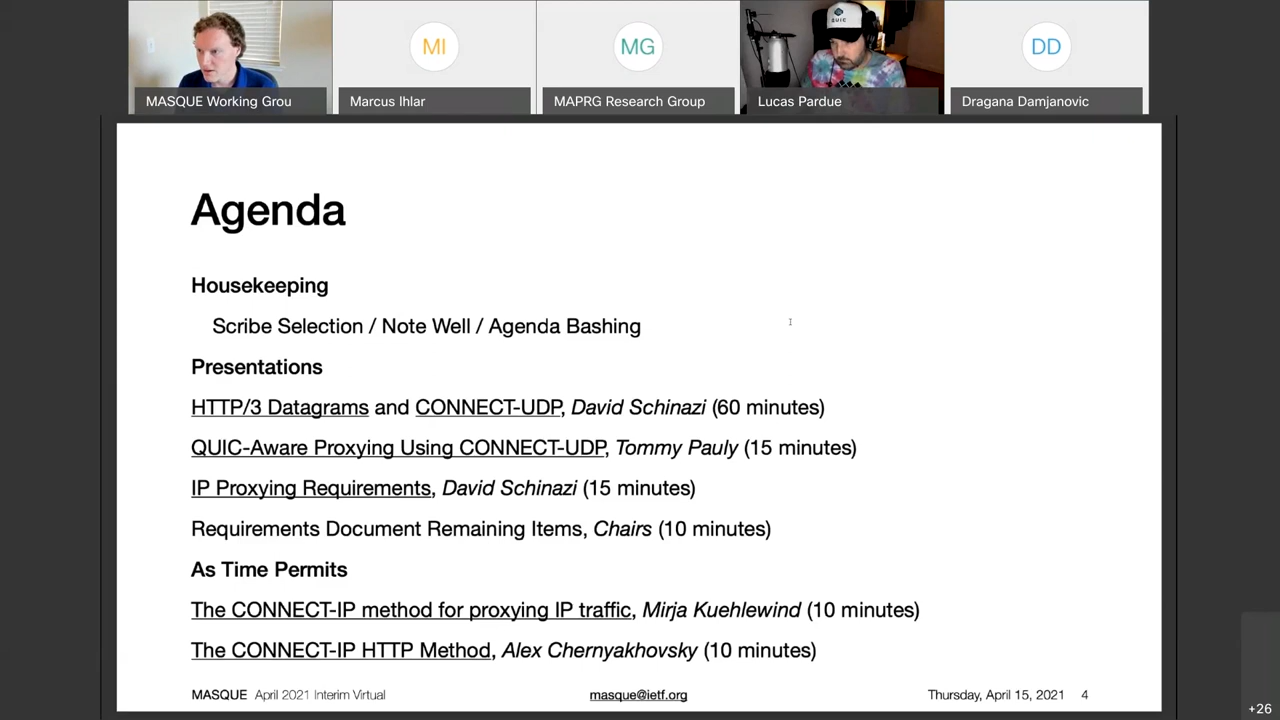 MI
MG
QUIC
DD
MASQUE Working Grou
Marcus Ihlar
MAPRG Research Group
Lucas Pardue
Dragana Damjanovic
Agenda
Housekeeping
Scribe Selection / Note Well / Agenda Bashing
Presentations
HTTP/3 Datagrams and CONNECT-UDP, David Schinazi (60 minutes)
QUIC-Aware Proxying Using CONNECT-UDP, Tommy Pauly (15 minutes)
IP Proxying Requirements, David Schinazi (15 minutes)
Requirements Document Remaining Items, Chairs (10 minutes)
As Time Permits
The CONNECT-IP method for proxying IP traffic, Mirja Kuehlewind (10 minutes)
The CONNECT-IP HTTP Method, Alex Chernyakhovsky (10 minutes)
MASQUE April 2021 Interim Virtual
masque@ietf.org
Thursday, April 15, 2021 4
+26